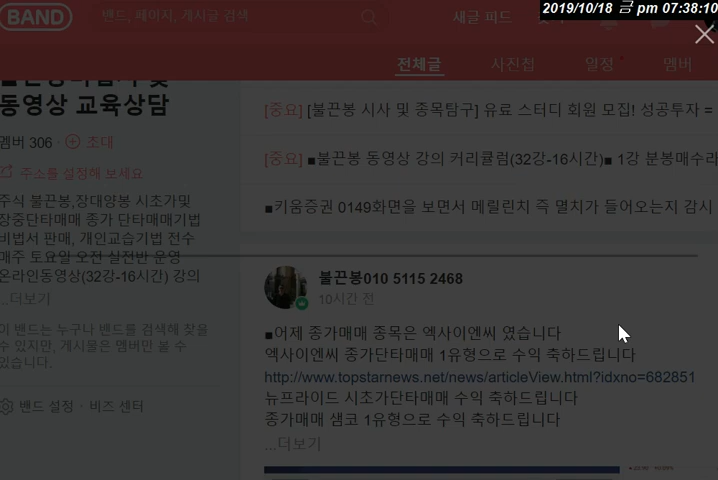 BAND
밴드, 페이지, 게시글 검색
새글 피드
2019/10/18 금 pm 07:38:10
전체글
사진첩
일정
멤버
동영상 교육상담
멤버 306 · 초대
주소를 설정해 보세요
주식 불끈봉,장대양봉 시초가및
장중단타매매 종가 단타매매기법
비법서 판매, 개인교습기법 전수
매주 토요일 오전 실전반 운영
온라인동영상(32강-16시간) 강의
...더보기
이 밴드는 누구나 밴드를 검색해 찾을
수 있지만, 게시물은 멤버만 볼 수
있습니다.
밴드 설정 · 비즈 센터
[중요] [불끈봉 시사 및 종목탐구] 유료 스터디 회원 모집! 성공투자 =
[중요] ■불끈봉 동영상 강의 커리큘럼(32강-16시간)■ 1강 분봉매수라
■키움증권 0149화면을 보면서 메릴린치 즉 멸치가 들어오는지 감시
불끈봉010 5115 2468
10시간 전
■어제 종가매매 종목은 엑사이엔씨 였습니다
엑사이엔씨 종가단타매매 1유형으로 수익 축하드립니다
http://www.topstarnews.net/news/articleView.html?idxno=682851
뉴프라이드 시초가단타매매 수익 축하드립니다
종가매매 샘코 1유형으로 수익 축하드립니다
...더보기